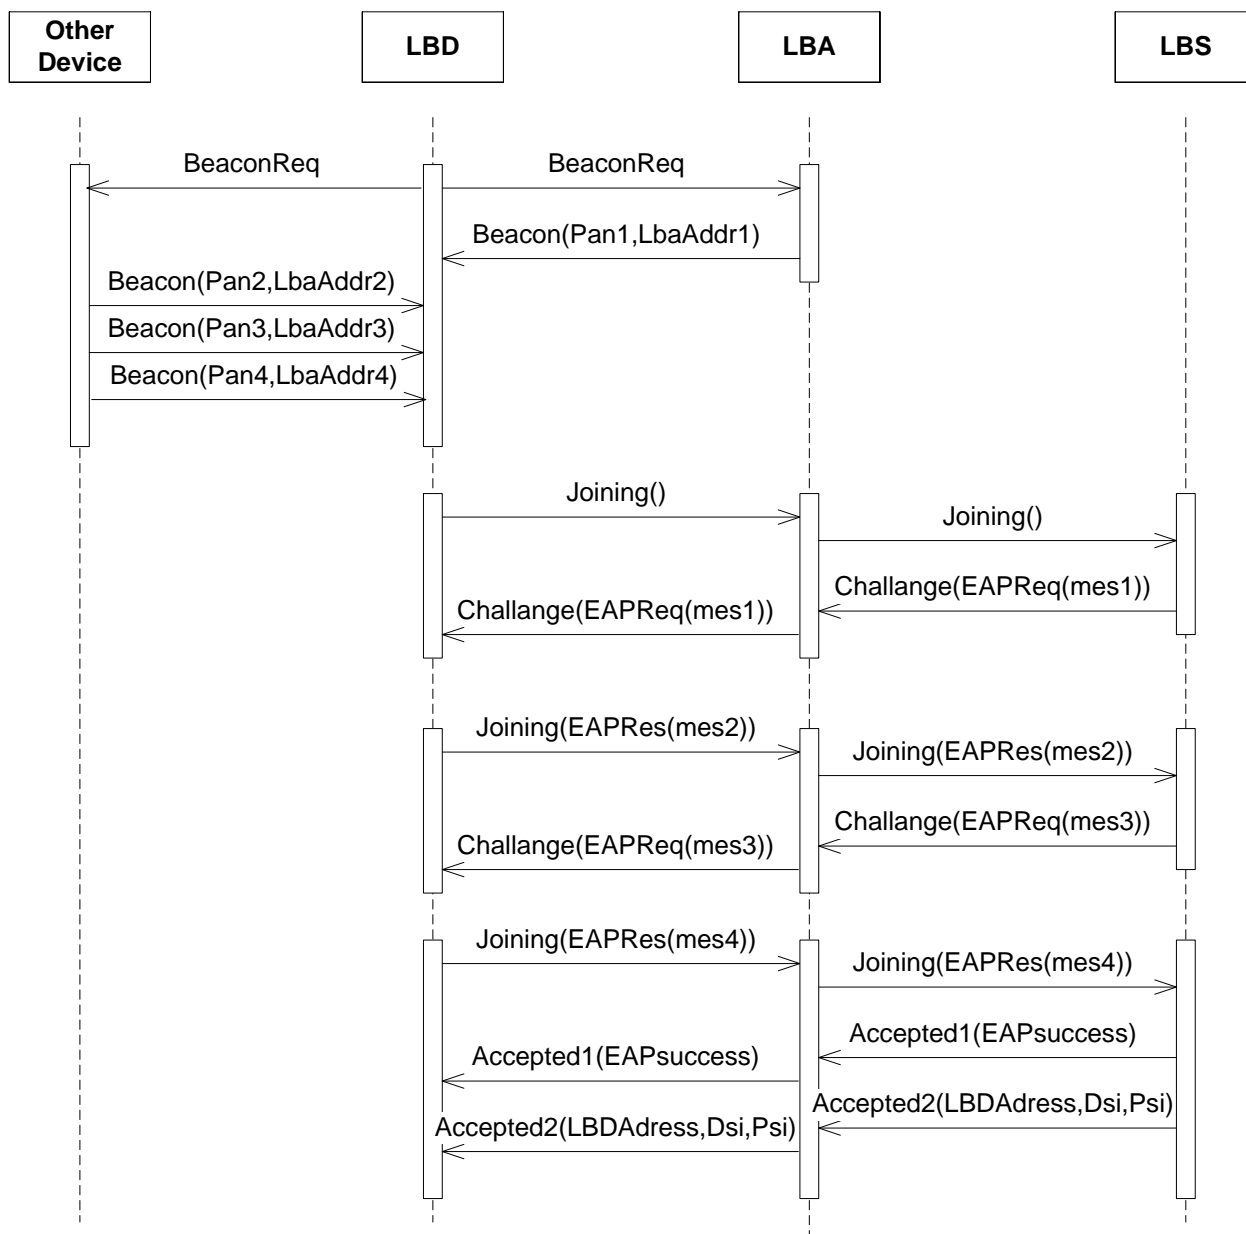 Other
Device
LBD
LBA
LBS
BeaconReq
BeaconReq
Beacon(Pan1,LbaAddr1)
Beacon(Pan2,LbaAddr2)
Beacon(Pan3,LbaAddr3)
Beacon(Pan4,LbaAddr4)
Joining()
Joining()
Challange(EAPReq(mes1))
Challange(EAPReq(mes1))
Joining(EAPRes(mes2))
Joining(EAPRes(mes2))
Challange(EAPReq(mes3))
Challange(EAPReq(mes3))
Joining(EAPRes(mes4))
Joining(EAPRes(mes4))
Accepted1(EAPsuccess)
Accepted1(EAPsuccess)
Accepted2(LBDAdress,Dsi,Psi)
Accepted2(LBDAdress,Dsi,Psi)